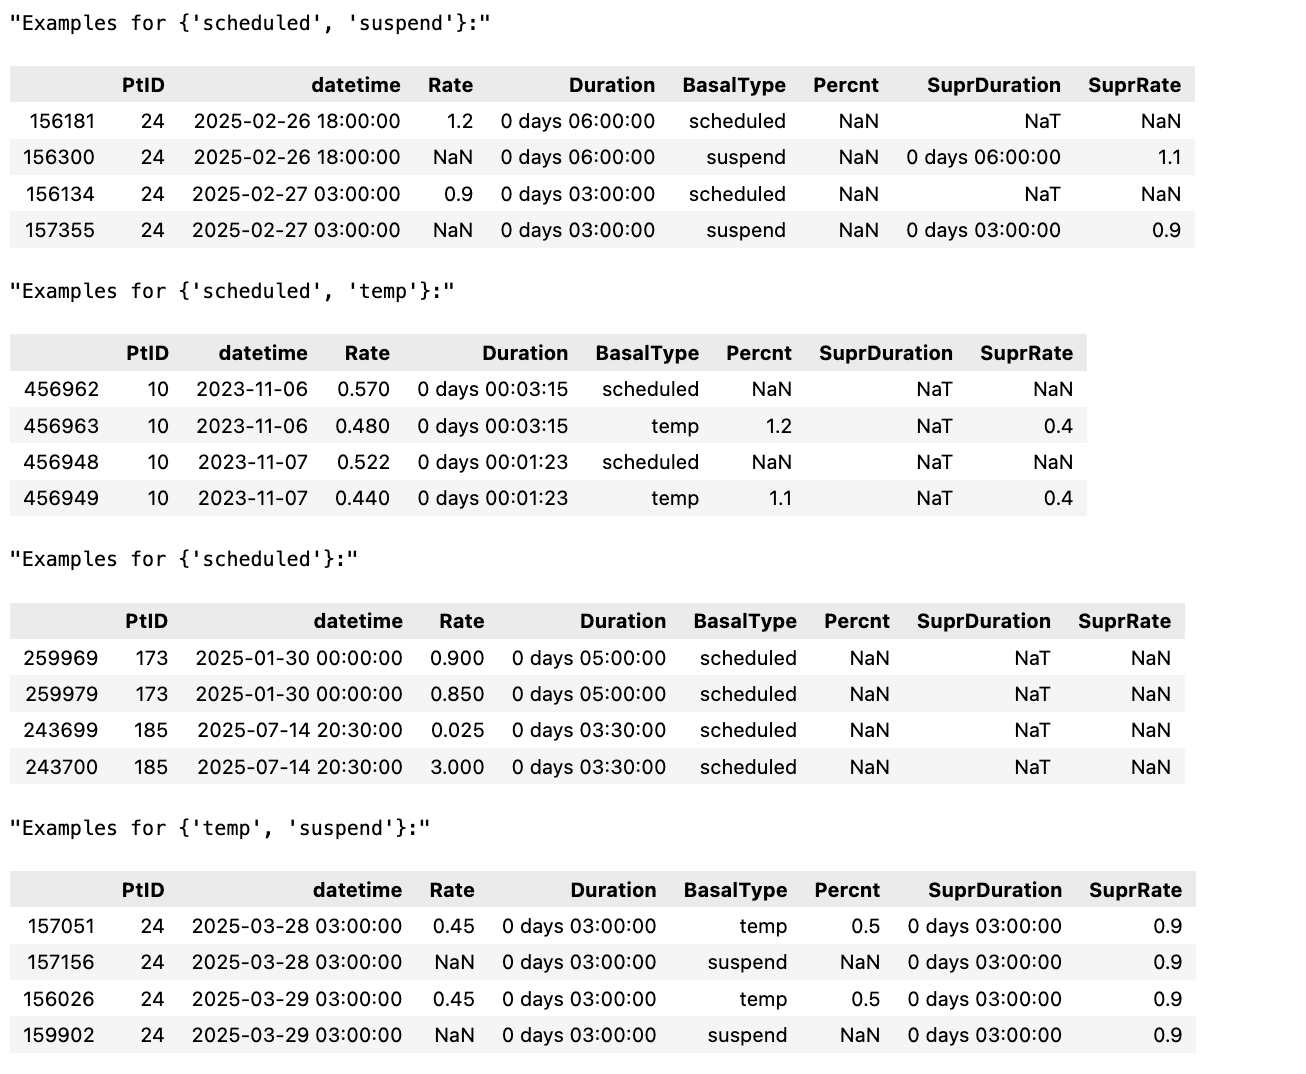 "Examples for {'scheduled', 'suspend'}:"
PtID datetime Rate Duration BasalType Percnt SuprDuration SuprRate
156181 24 2025-02-26 18:00:00 1.2 0 days 06:00:00 scheduled NaN NaT NaN
156300 24 2025-02-26 18:00:00 NaN 0 days 06:00:00 suspend NaN 0 days 06:00:00 1.1
156134 24 2025-02-27 03:00:00 0.9 0 days 03:00:00 scheduled NaN NaT NaN
157355 24 2025-02-27 03:00:00 NaN 0 days 03:00:00 suspend NaN 0 days 03:00:00 0.9
"Examples for {'scheduled', 'temp'}:"
PtID datetime Rate Duration BasalType Percnt SuprDuration SuprRate
456962 10 2023-11-06 0.570 0 days 00:03:15 scheduled NaN NaT NaN
456963 10 2023-11-06 0.480 0 days 00:03:15 temp 1.2 NaT 0.4
456948 10 2023-11-07 0.522 0 days 00:01:23 scheduled NaN NaT NaN
456949 10 2023-11-07 0.440 0 days 00:01:23 temp 1.1 NaT 0.4
"Examples for {'scheduled'}:"
PtID datetime Rate Duration BasalType Percnt SuprDuration SuprRate
259969 173 2025-01-30 00:00:00 0.900 0 days 05:00:00 scheduled NaN NaT NaN
259979 173 2025-01-30 00:00:00 0.850 0 days 05:00:00 scheduled NaN NaT NaN
243699 185 2025-07-14 20:30:00 0.025 0 days 03:30:00 scheduled NaN NaT NaN
243700 185 2025-07-14 20:30:00 3.000 0 days 03:30:00 scheduled NaN NaT NaN
"Examples for {'temp', 'suspend'}:"
PtID datetime Rate Duration BasalType Percnt SuprDuration SuprRate
157051 24 2025-03-28 03:00:00 0.45 0 days 03:00:00 temp 0.5 0 days 03:00:00 0.9
157156 24 2025-03-28 03:00:00 NaN 0 days 03:00:00 suspend NaN 0 days 03:00:00 0.9
156026 24 2025-03-29 03:00:00 0.45 0 days 03:00:00 temp 0.5 0 days 03:00:00 0.9
159902 24 2025-03-29 03:00:00 NaN 0 days 03:00:00 suspend NaN 0 days 03:00:00 0.9